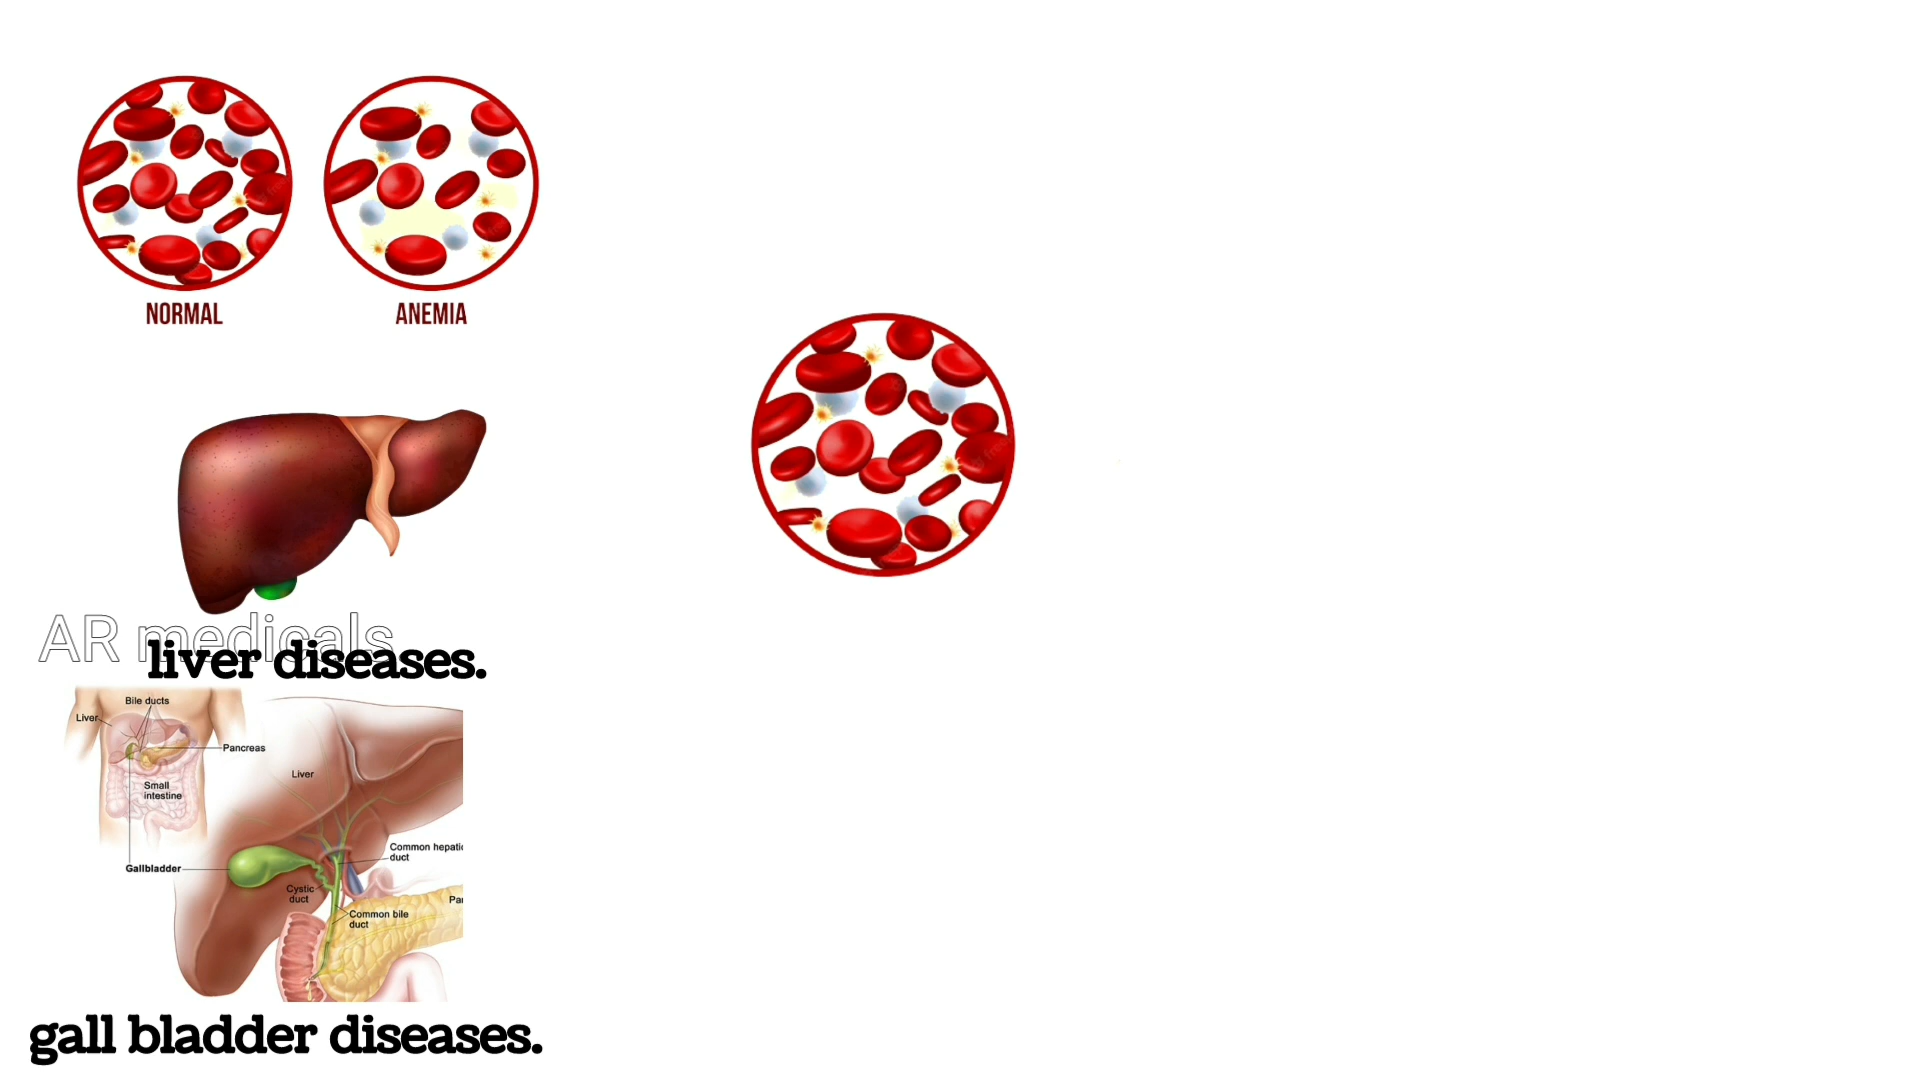 NORMAL
ANEMIA
AR medicals
liver diseases.
Bile ducts
Liver
Pancreas
Liver
Small
intestine
Common hepatic
duct
Gallbladder
Cystic
duct
Common bile
duct
gall bladder diseases.